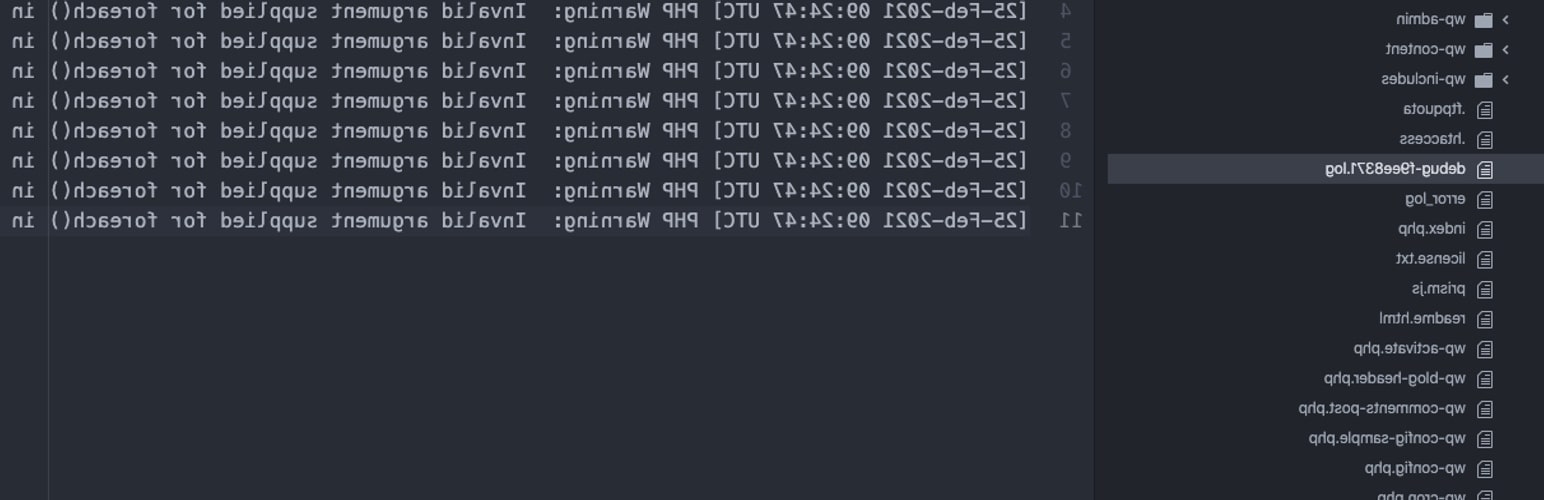 wp-admin
wp-content
wp-includes
.ftpquota
.htaccess
debug-f9ee8371.log
error_log
index.php
license.txt
prism.js
readme.html
wp-activate.php
wp-blog-header.php
wp-comments-post.php
wp-config-sample.php
wp-config.php
wp-cron.php
4 [25-Feb-2021 09:24:47 UTC] PHP Warning:  Invalid argument supplied for foreach() in
5 [25-Feb-2021 09:24:47 UTC] PHP Warning:  Invalid argument supplied for foreach() in
6 [25-Feb-2021 09:24:47 UTC] PHP Warning:  Invalid argument supplied for foreach() in
7 [25-Feb-2021 09:24:47 UTC] PHP Warning:  Invalid argument supplied for foreach() in
8 [25-Feb-2021 09:24:47 UTC] PHP Warning:  Invalid argument supplied for foreach() in
9 [25-Feb-2021 09:24:47 UTC] PHP Warning:  Invalid argument supplied for foreach() in
10 [25-Feb-2021 09:24:47 UTC] PHP Warning:  Invalid argument supplied for foreach() in
11 [25-Feb-2021 09:24:47 UTC] PHP Warning:  Invalid argument supplied for foreach() in